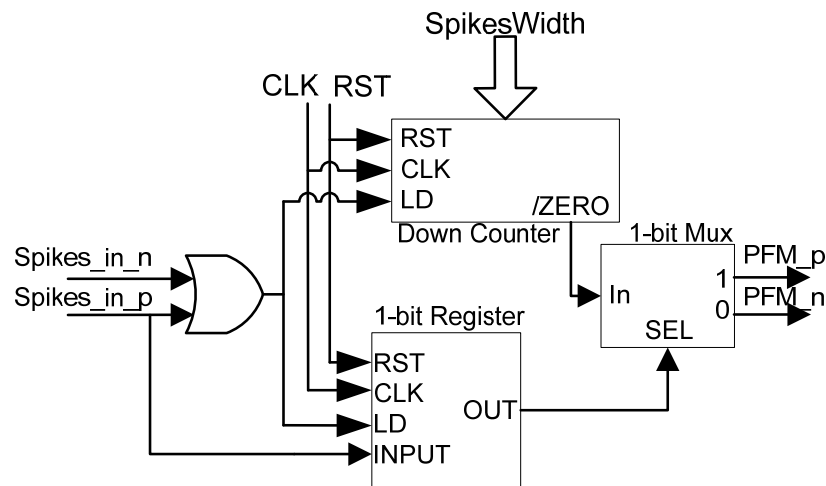 SpikesWidth
CLK RST
RST
CLK
LD
/ZERO
Down Counter
1-bit Mux
Spikes_in_n
Spikes_in_p
In
1
0
SEL
PFM_p
PFM_n
1-bit Register
RST
CLK
LD
INPUT
OUT